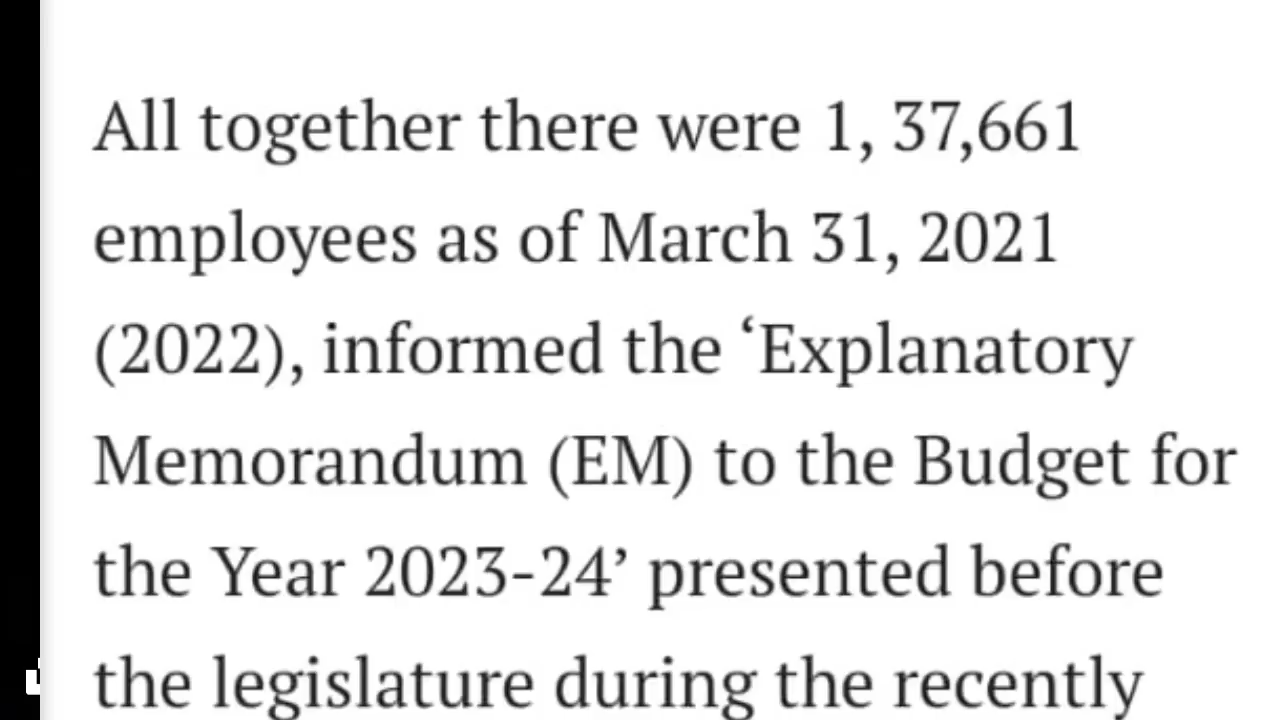 All together there were 1, 37,661
employees as of March 31, 2021
(2022), informed the ‘Explanatory
Memorandum (EM) to the Budget for
the Year 2023-24’ presented before
the legislature during the recently